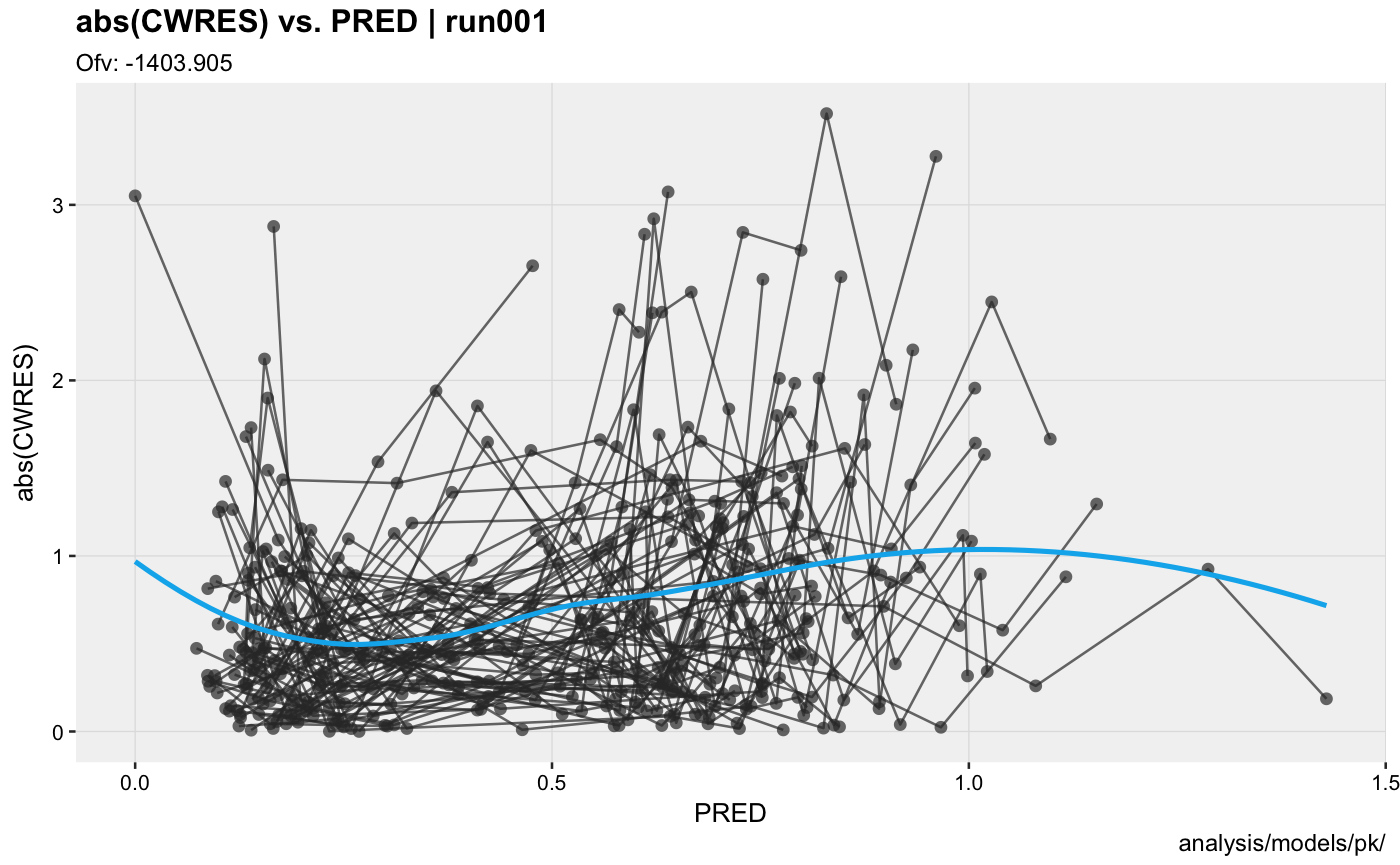 abs(CWRES) vs. PRED | run001
Ofv: -1403.905
abs(CWRES)
3
2
1
0
0.0 0.5 1.0 1.5
PRED
analysis/models/pk/